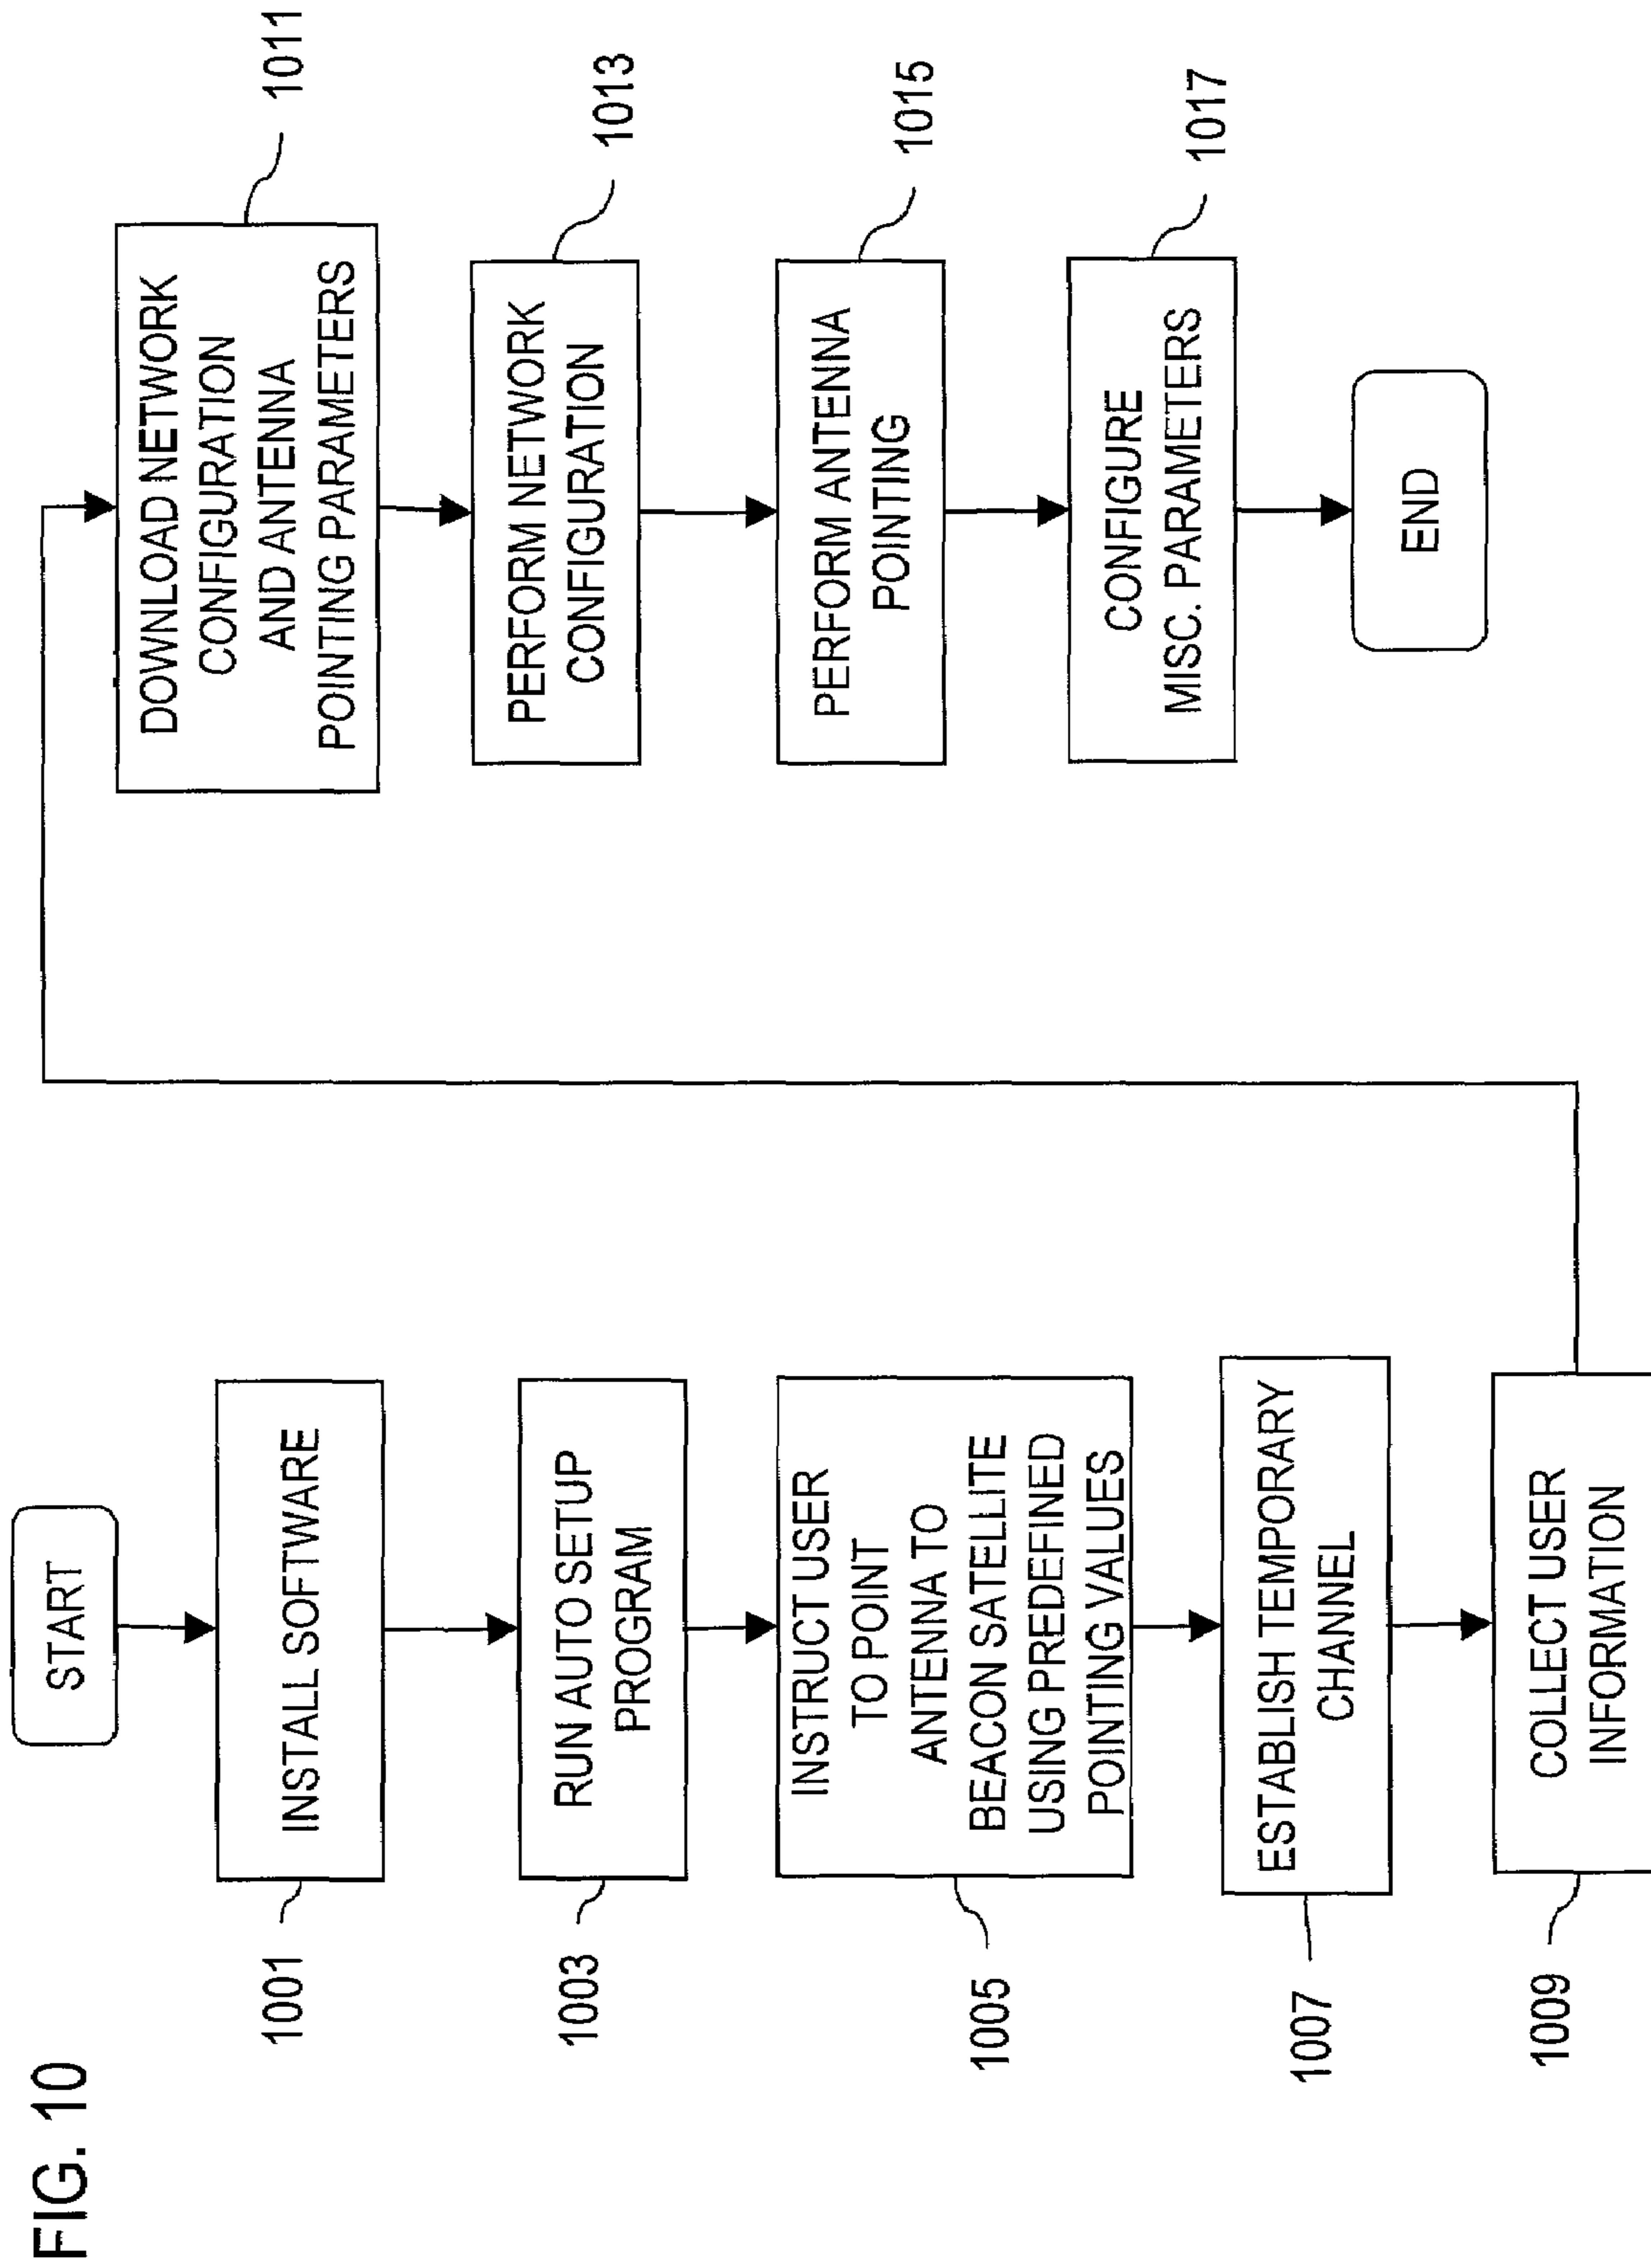 FIG. 10
START
INSTALL SOFTWARE
1001
RUN AUTO SETUP
PROGRAM
1003
INSTRUCT USER
TO POINT
ANTENNA TO
BEACON SATELLITE
USING PREDEFINED
POINTING VALUES
1005
ESTABLISH TEMPORARY
CHANNEL
1007
COLLECT USER
INFORMATION
1009
DOWNLOAD NETWORK
CONFIGURATION
AND ANTENNA
POINTING PARAMETERS
1011
PERFORM NETWORK
CONFIGURATION
1013
PERFORM ANTENNA
POINTING
1015
CONFIGURE
MISC. PARAMETERS
1017
END